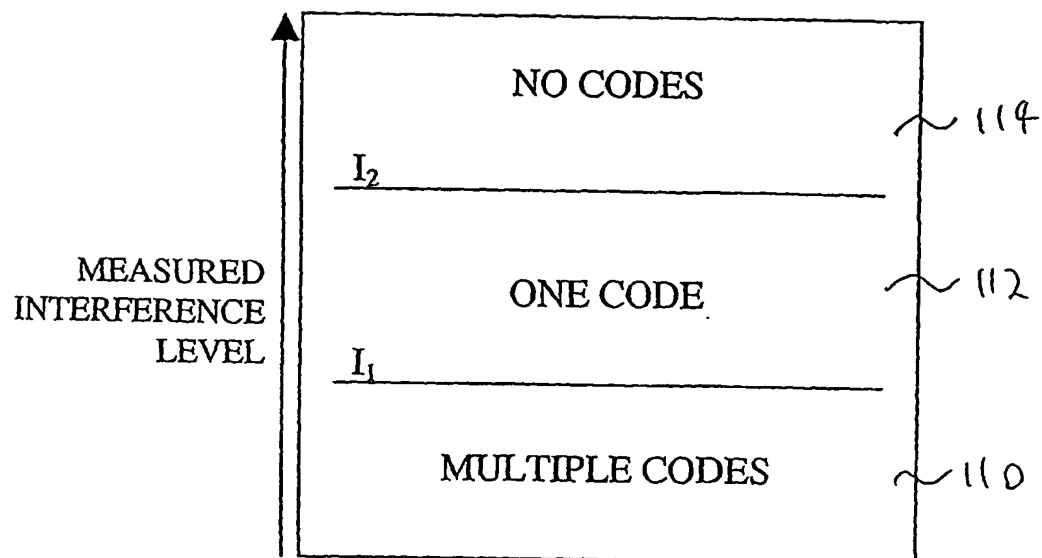 NO CODES
114
I₂
MEASURED
INTERFERENCE
LEVEL
ONE CODE
112
I₁
MULTIPLE CODES
110